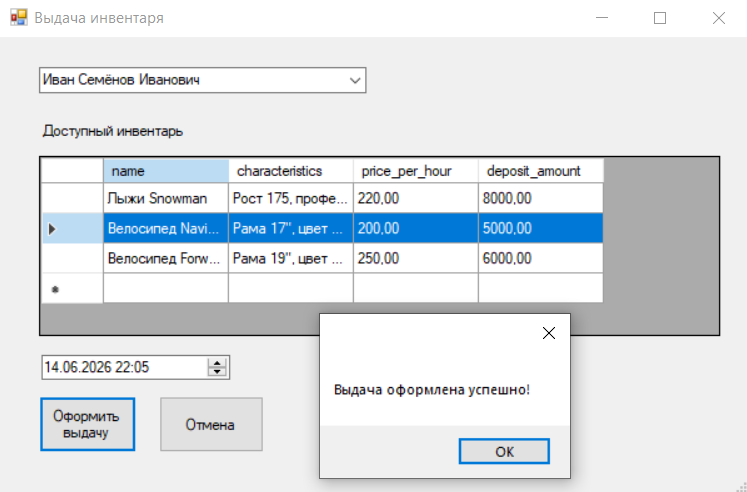 Выдача инвентаря
Иван Семёнов Иванович
Доступный инвентарь
name characteristics price_per_hour deposit_amount
Лыжи Snowman Рост 175, профе... 220,00 8000,00
Велосипед Navi... Рама 17", цвет ... 200,00 5000,00
Велосипед Forw... Рама 19", цвет ... 250,00 6000,00
14.06.2026 22:05
Оформить
выдачу
Отмена
Выдача оформлена успешно!
OK